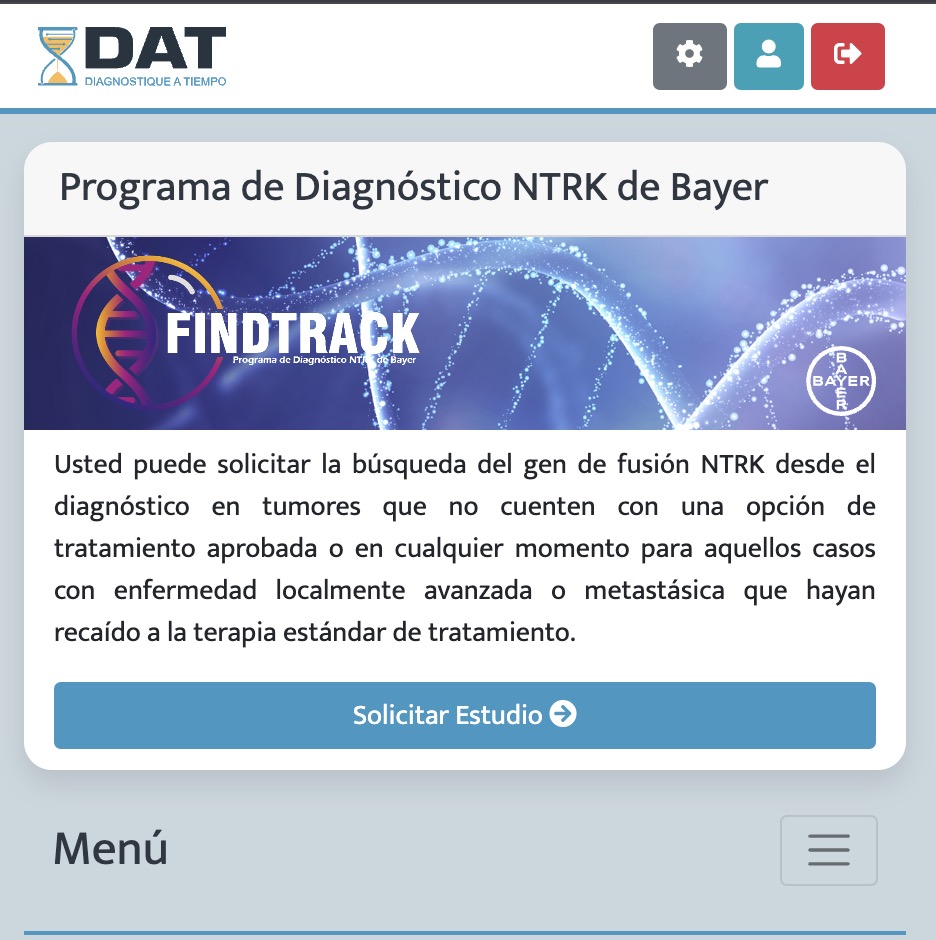 DAT
DIAGNOSTIQUE A TIEMPO
Programa de Diagnóstico NTRK de Bayer
FINDTRACK
Programa de Diagnóstico NTRK de Bayer
BAYER
BAYER
Usted puede solicitar la búsqueda del gen de fusión NTRK desde el
diagnóstico en tumores que no cuenten con una opción de
tratamiento aprobada o en cualquier momento para aquellos casos
con enfermedad localmente avanzada o metastásica que hayan
recaído a la terapia estándar de tratamiento.
Solicitar Estudio
Menú